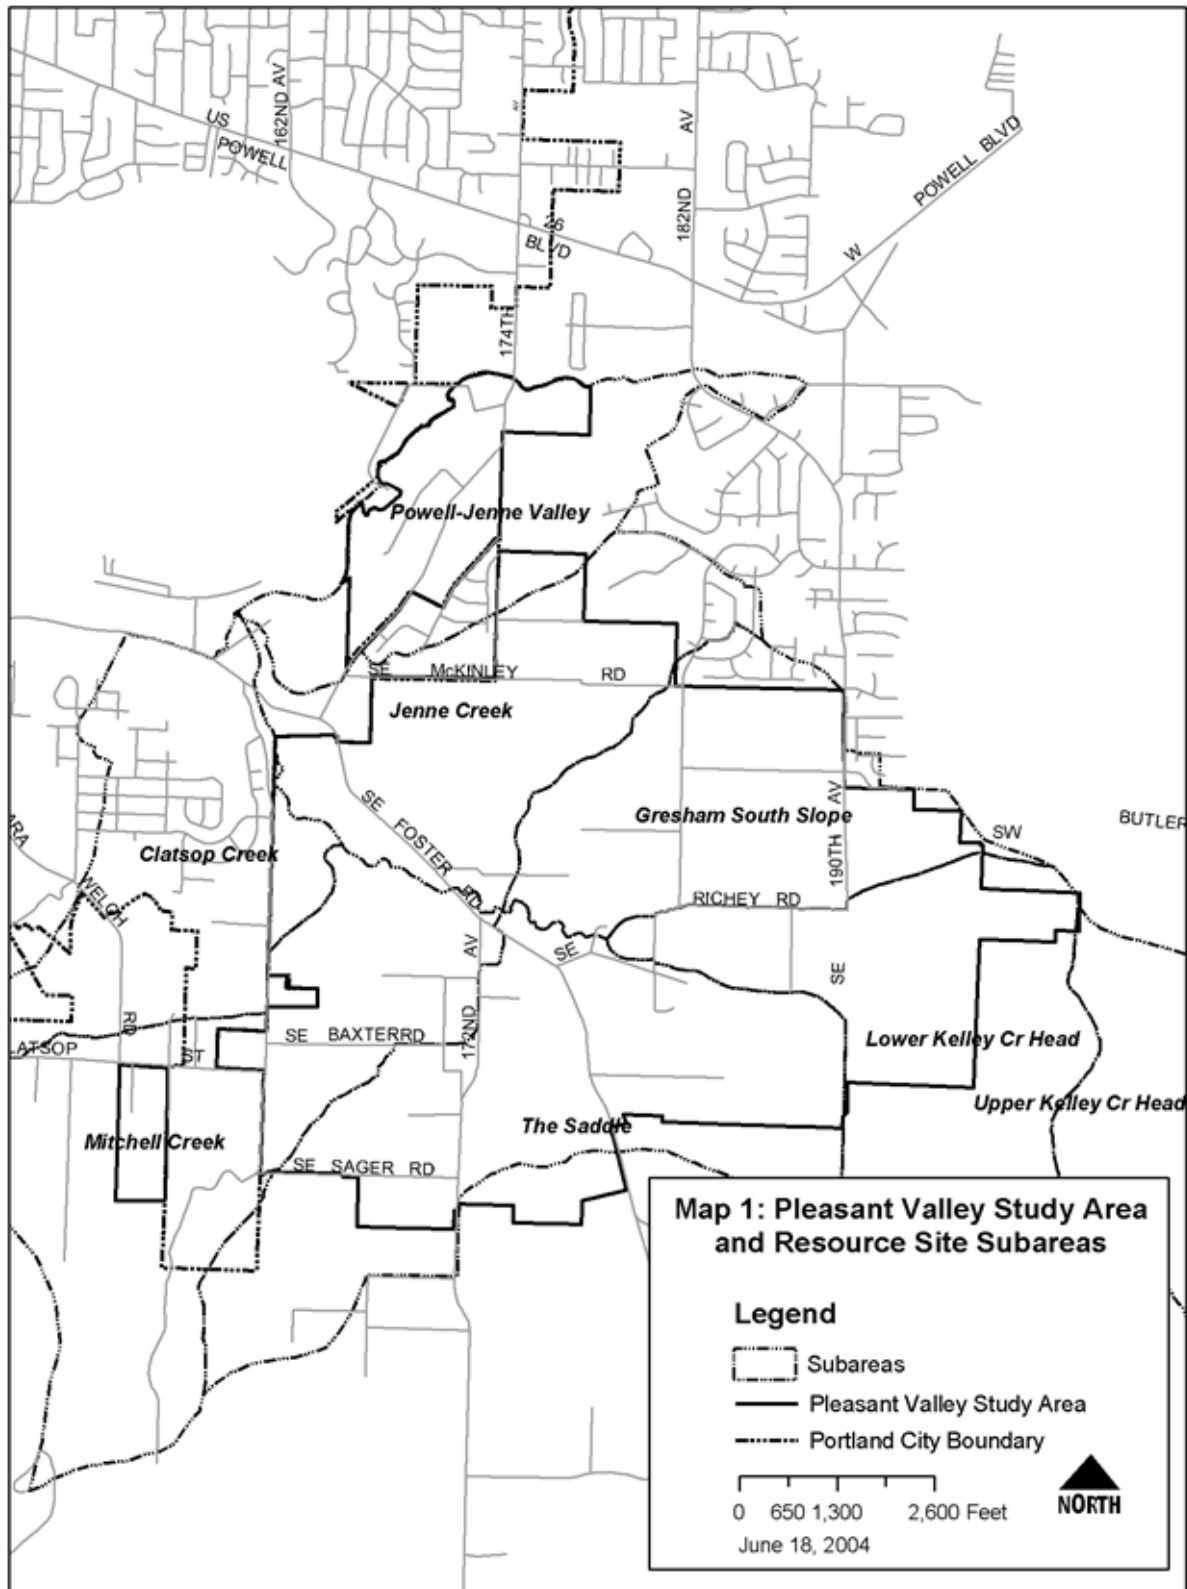 162ND AV
US
POWELL
AV
AV
182ND
POWELL BLVD
W
26
BLVD
174TH
Powell-Jenne Valley
SE McKINLEY RD
Jenne Creek
SE FOSTER RD
Gresham South Slope
190TH AV
SW
BUTLER
ARA
Clatsop Creek
WELCH
RD
RICHEY RD
SE
SE
AV
172ND
SE BAXTER RD
LATSOP
ST
Lower Kelley Cr Head
Upper Kelley Cr Head
The Saddle
Mitchell Creek
SE SAGER RD
Map 1: Pleasant Valley Study Area
and Resource Site Subareas
Legend
Subareas
Pleasant Valley Study Area
Portland City Boundary
0 650 1,300 2,600 Feet
June 18, 2004
NORTH